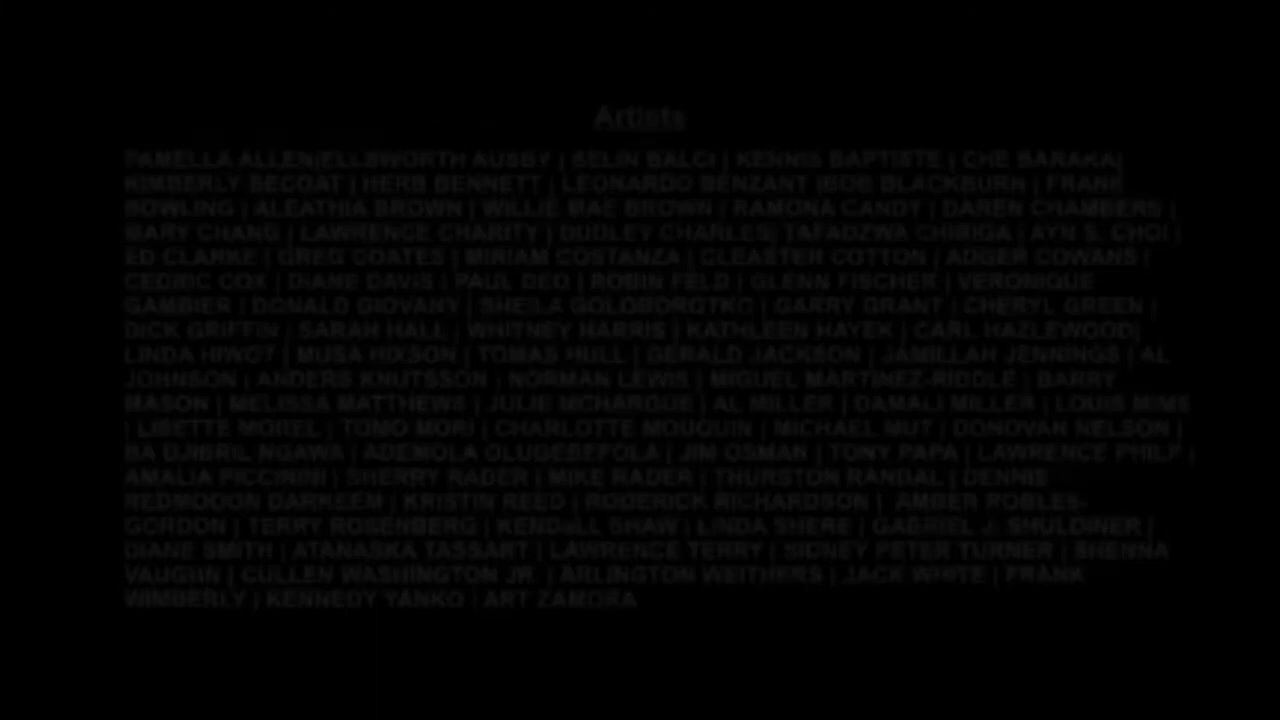 Artists
PAMELLA ALLEN|ELLSWORTH AUSBY | SELIN BALCI | KENNIS BAPTISTE | CHE BARAKA|
KIMBERLY BECOAT | HERB BENNETT | LEONARDO BENZANT |BOB BLACKBURN | FRANK
BOWLING | ALEATHIA BROWN | WILLIE MAE BROWN | RAMONA CANDY | DAREN CHAMBERS |
MARY CHANG | LAWRENCE CHARITY | DUDLEY CHARLES| TAFADZWA CHIRIGA | AYN S. CHOI |
ED CLARKE | GREG COATES | MIRIAM COSTANZA | CLEASTER COTTON | ADGER COWANS |
CEDRIC COX | DIANE DAVIS | PAUL DEO | ROBIN FELD | GLENN FISCHER | VERONIQUE
GAMBIER | DONALD GIOVANY | SHEILA | GARRY GRANT | CHERYL GREEN |
DICK GRIFFIN | SARAH HALL | WHITNEY HARRIS | KATHLEEN HAYEK | CARL HAZLEWOOD|
LINDA HIWOT | MUSA HIXSON | TOMAS HULL | GERALD JACKSON | JAMILLAH JENNINGS | AL
JOHNSON | ANDERS KNUTSSON | NORMAN LEWIS | MIGUEL MARTINEZ-RIDDLE | BARRY
MASON | MELISSA MATTHEWS | JULIE MCHARGUE | AL MILLER | DAMALI MILLER | LOUIS MIMS
| LISETTE MOREL | TOMO MORI | CHARLOTTE MOUQUIN | MICHAEL MUT | DONOVAN NELSON |
BA DJIBRIL NGAWA | ADEMOLA OLUGEBEFOLA | JIM OSMAN | TONY PAPA | LAWRENCE PHILP |
AMALIA PICCININI | SHERRY RADER | MIKE RADER | THURSTON RANDAL | DENNIS
REDMOOON DARKEEM | KRISTIN REED | RODERICK RICHARDSON | AMBER ROBLES-
GORDON | TERRY ROSENBERG | KENDALL SHAW | LINDA SHERE | GABRIEL J. SHULDINER |
DIANE SMITH | ATANASKA TASSART | LAWRENCE TERRY | SIDNEY PETER TURNER | SHENNA
VAUGHN | CULLEN WASHINGTON JR. | ARLINGTON WEITHERS | JACK WHITE | FRANK
WIMBERLY | KENNEDY YANKO | ART ZAMORA